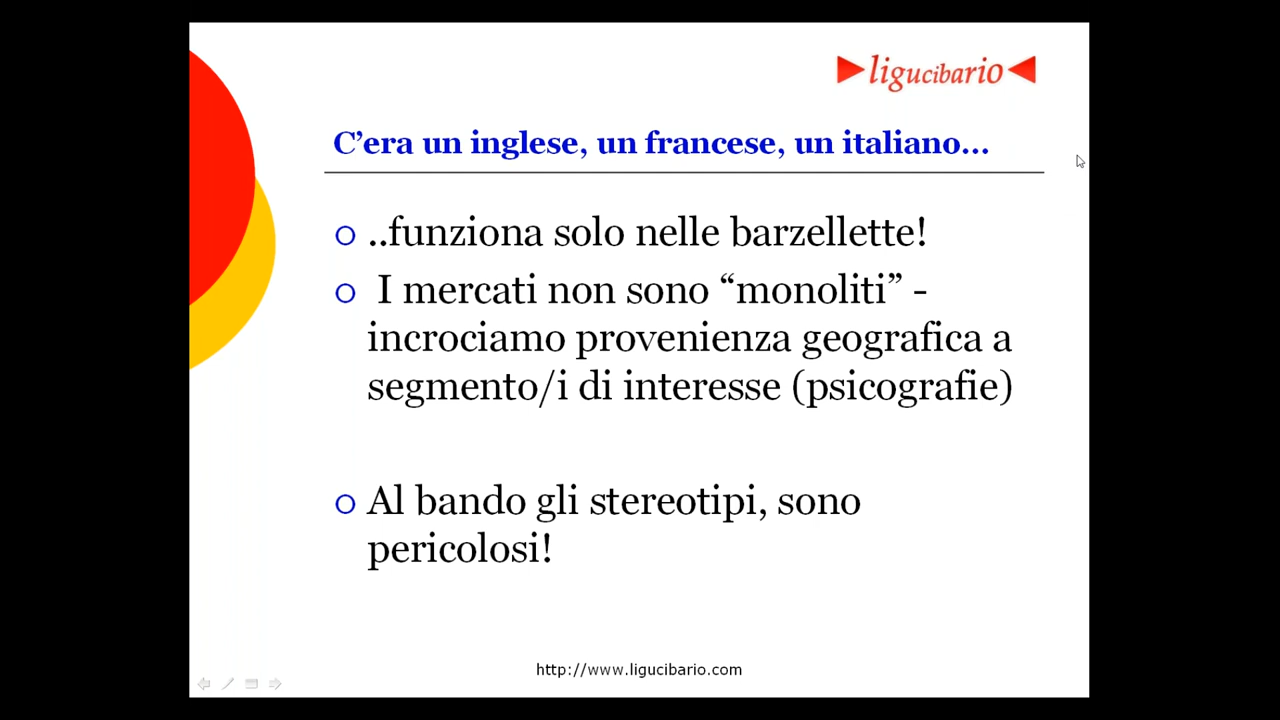 ligucibario
C’era un inglese, un francese, un italiano...
..funziona solo nelle barzellette!
I mercati non sono “monoliti” -
incrociamo provenienza geografica a
segmento/i di interesse (psicografie)
Al bando gli stereotipi, sono
pericolosi!
http://www.ligucibario.com